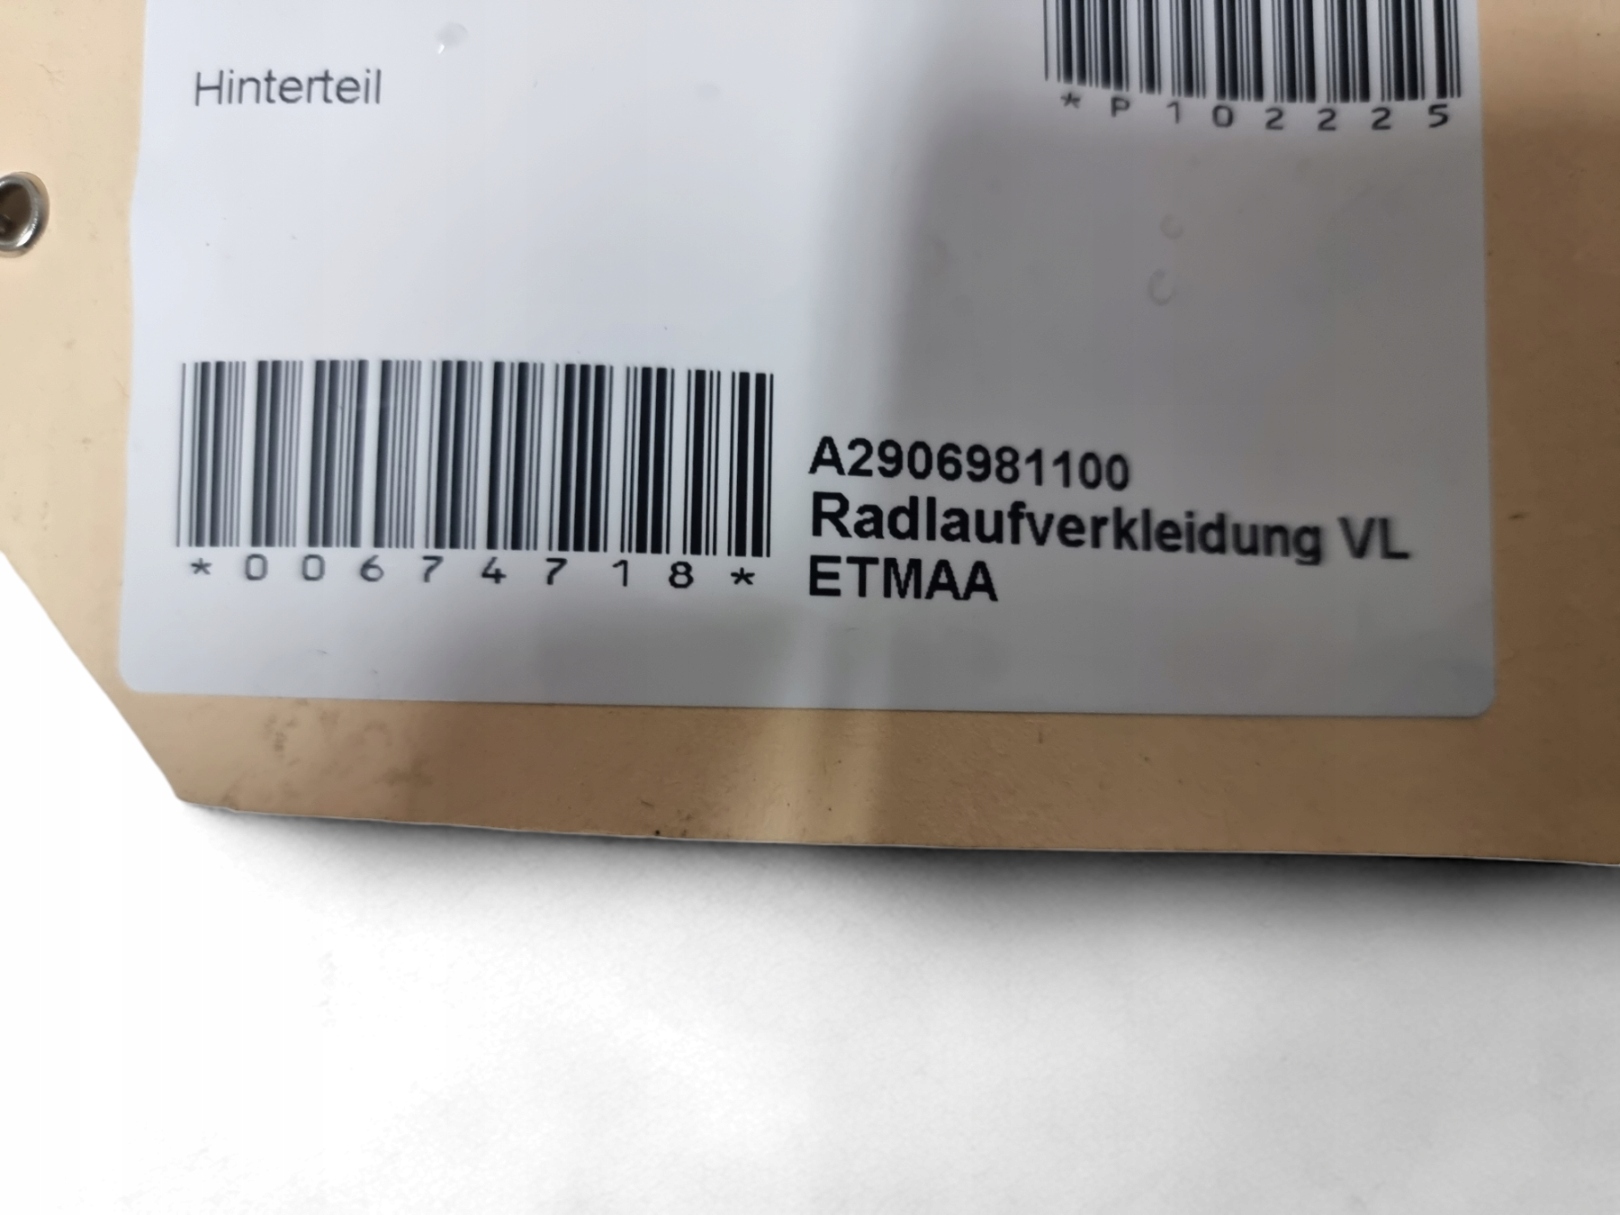 Hinterteil
*P102225
A2906981100
Radlaufverkleidung VL
ETMAA
*00674718*